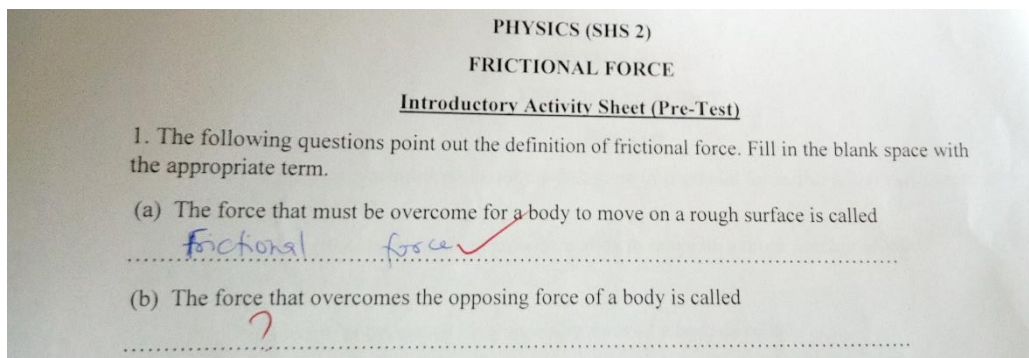 PHYSICS (SHS 2)
FRICTIONAL FORCE
Introductory Activity Sheet (Pre-Test)
1. The following questions point out the definition of frictional force. Fill in the blank space with
the appropriate term.
(a) The force that must be overcome for a body to move on a rough surface is called
frictional force
(b) The force that overcomes the opposing force of a body is called
?